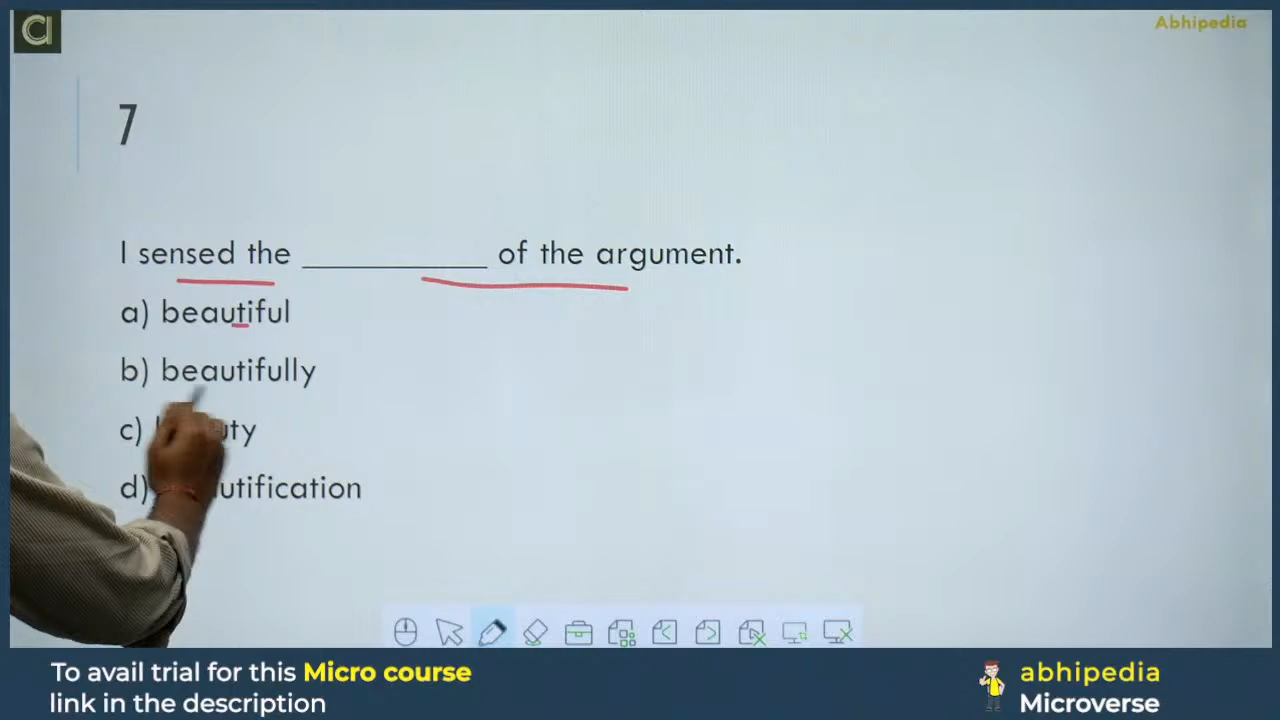 Abhipedia
7
I sensed the __________ of the argument.
a) beautiful
b) beautifully
c)
d)
To avail trial for this Micro course
link in the description
abhipedia
Microverse